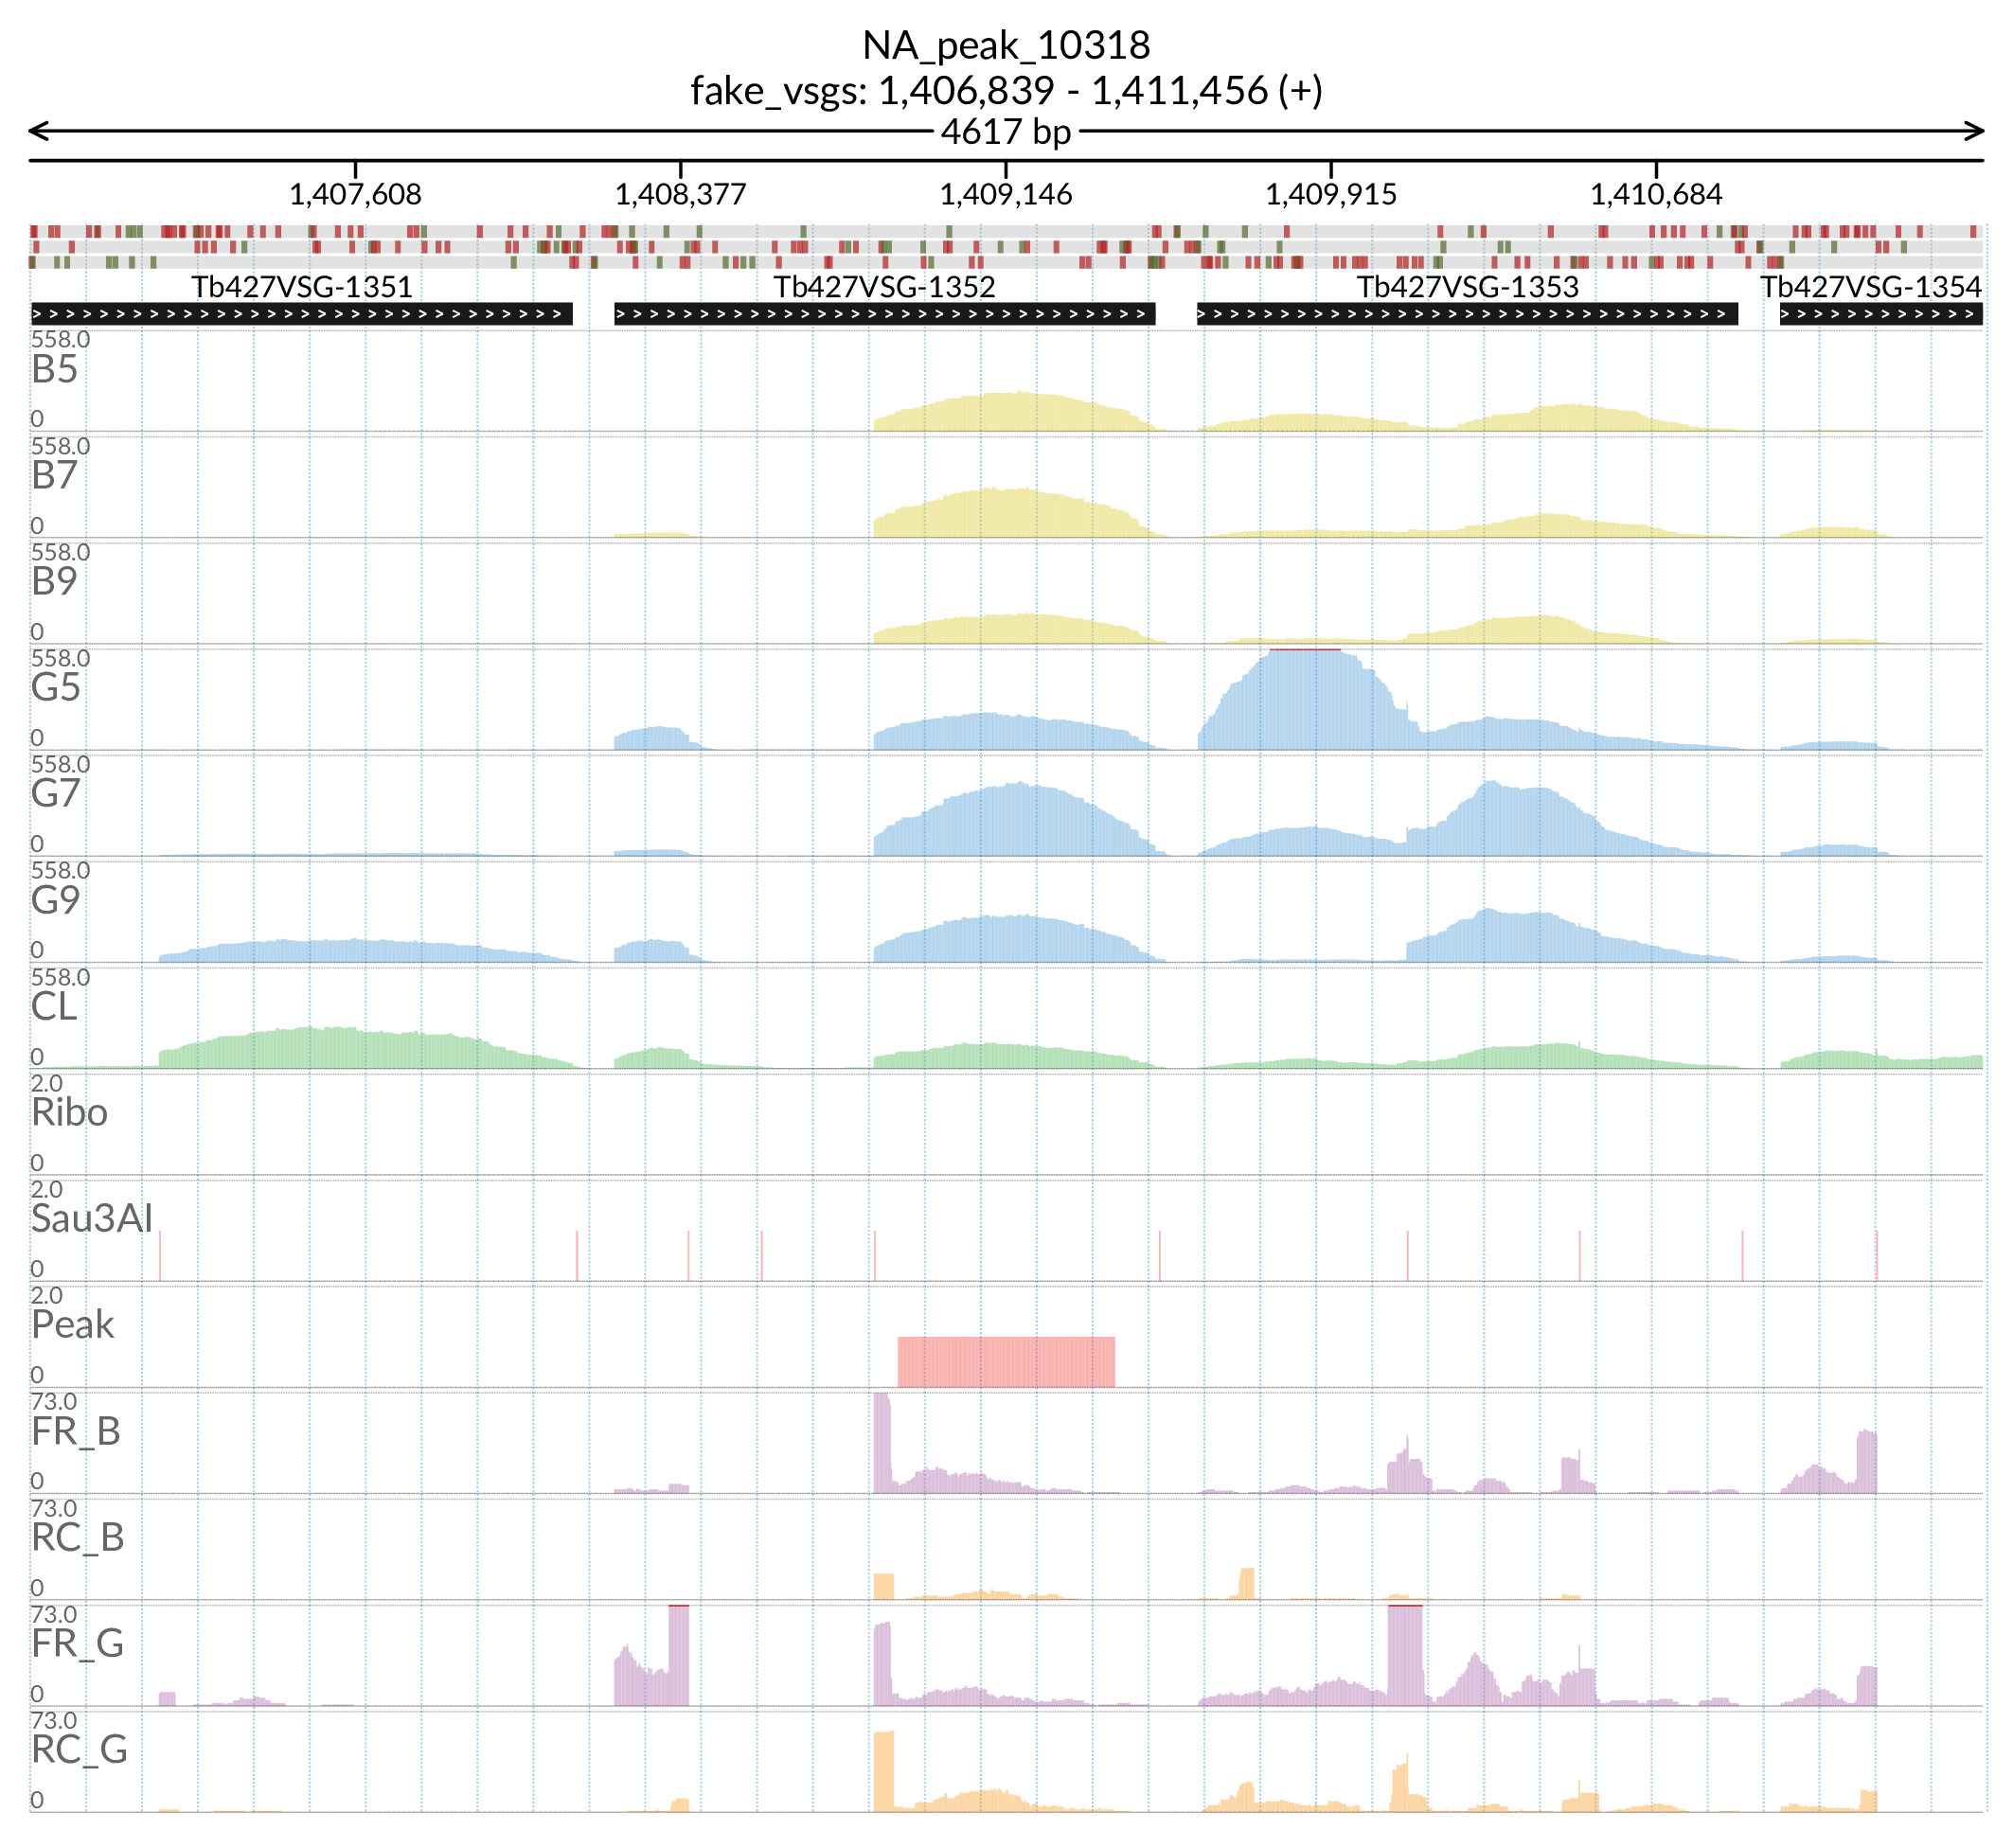 NA_peak_10318
fake_vsgs: 1,406,839 - 1,411,456 (+)
4617 bp
1,407,608 1,408,377 1,409,146 1,409,915 1,410,684
Tb427VSG-1351 Tb427VSG-1352 Tb427VSG-1353 Tb427VSG-1354
558.0
B5
0
558.0
B7
0
558.0
B9
0
558.0
G5
0
558.0
G7
0
558.0
G9
0
558.0
CL
0
2.0
Ribo
0
2.0
Sau3AI
0
2.0
Peak
0
73.0
FR_B
0
73.0
RC_B
0
73.0
FR_G
0
73.0
RC_G
0